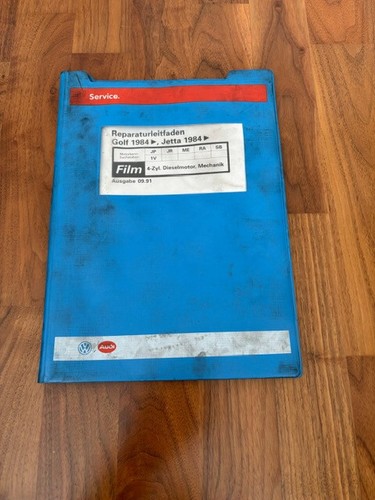 Service.
Reparaturleitfaden
Golf 1984 ▶, Jetta 1984 ▶
JP JR ME RA SB
1V
Film 4-Zyl. Dieselmotor, Mechanik
Ausgabe 09.91
Audi